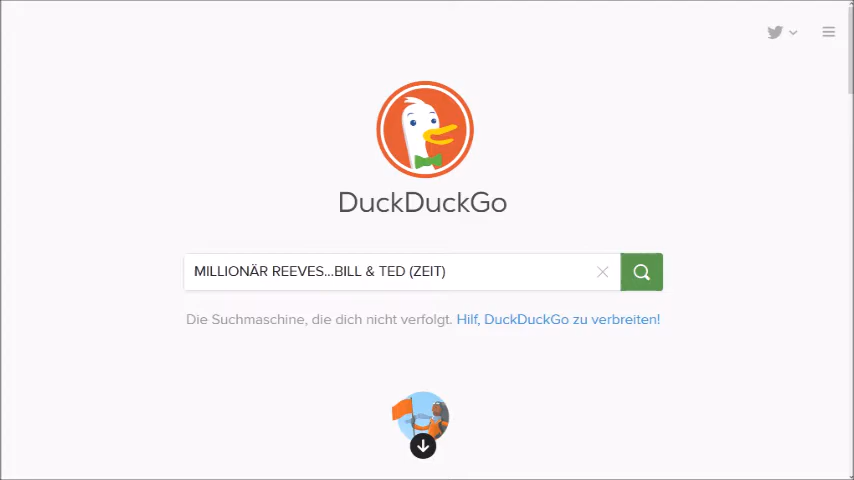 DuckDuckGo
MILLIONÄR REEVES...BILL & TED (ZEIT)
Die Suchmaschine, die dich nicht verfolgt. Hilf, DuckDuckGo zu verbreiten!